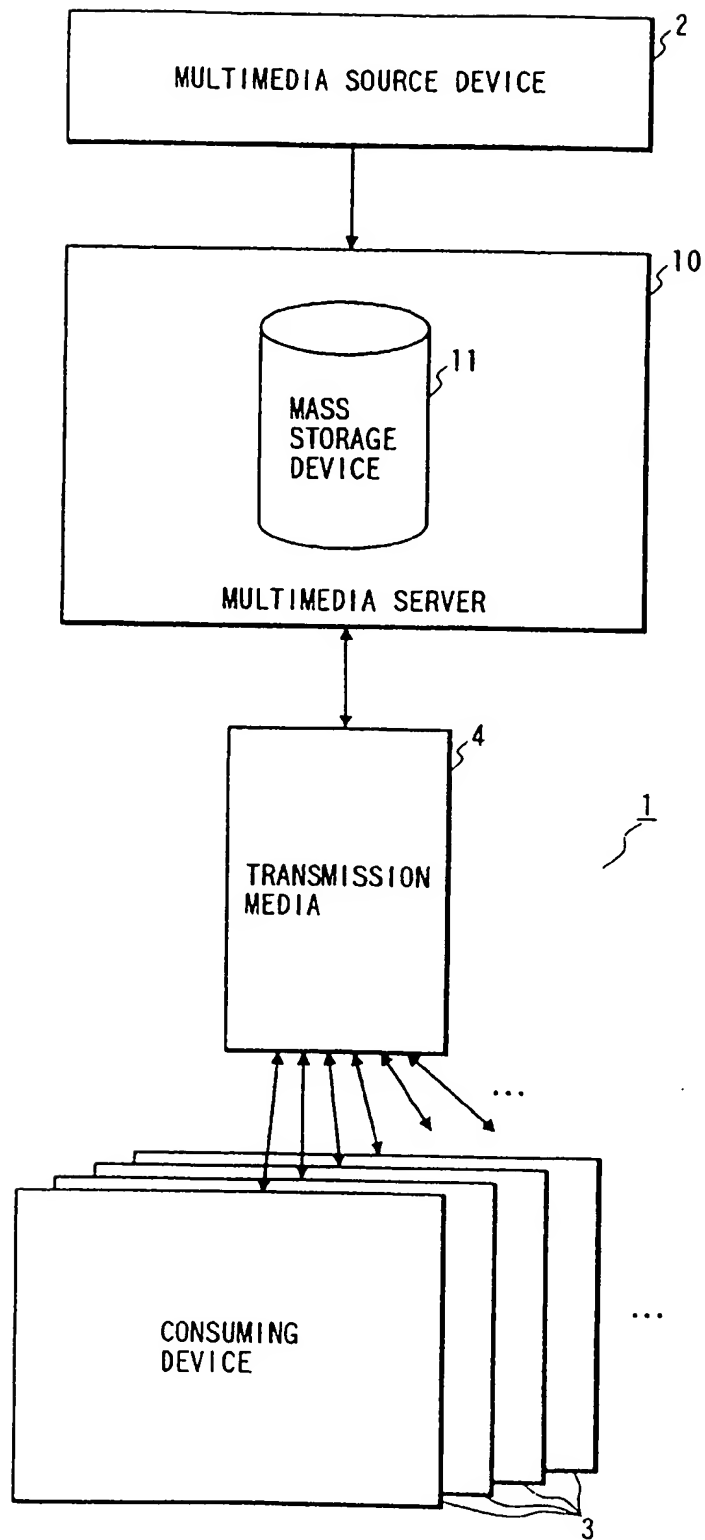 2
MULTIMEDIA SOURCE DEVICE
10
11
MASS
STORAGE
DEVICE
MULTIMEDIA SERVER
4
TRANSMISSION
MEDIA
1
...
CONSUMING
DEVICE
...
3